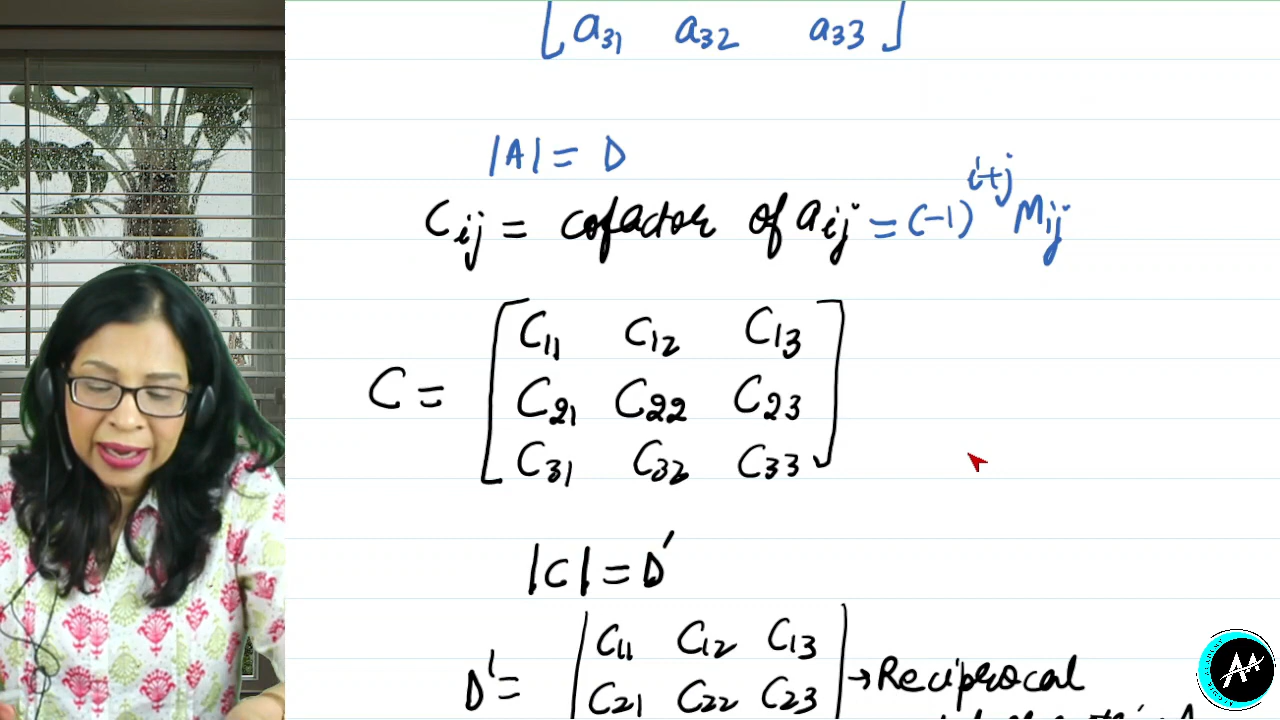 [ a31 a32 a33 ]
|A| = D
Cij = cofactor of aij = (-1)^i+j Mij
C11 C12 C13
C = [ C21 C22 C23 ]
C31 C32 C33
|C| = D'
C11 C12 C13
D' = | C21 C22 C23 | → Reciprocal